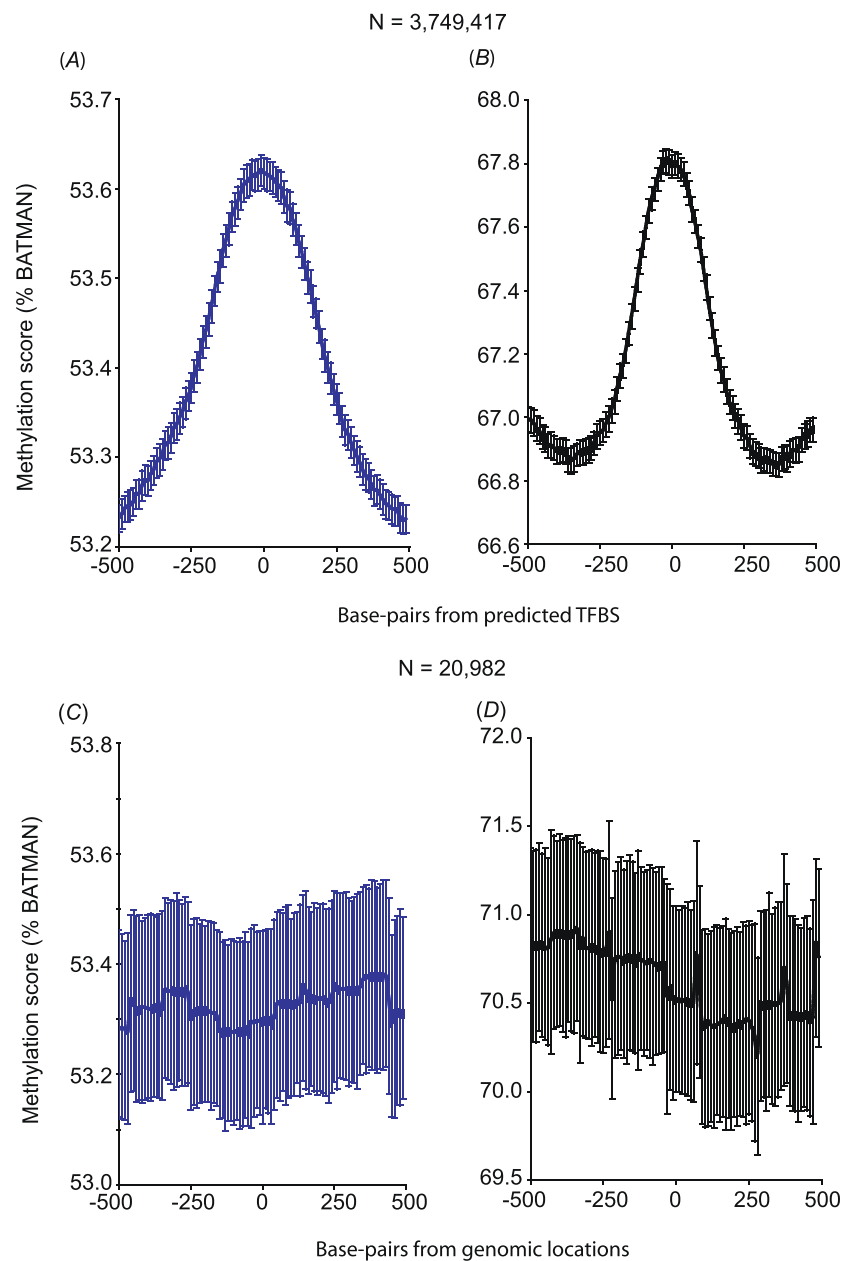 N = 3,749,417
(A)
(B)
Methylation score (% BATMAN)
53.7
53.6
53.5
53.4
53.3
53.2
-500 -250 0 250 500
68.0
67.8
67.6
67.4
67.2
67.0
66.8
66.6
-500 -250 0 250 500
Base-pairs from predicted TFBS
N = 20,982
(C)
(D)
Methylation score (% BATMAN)
53.8
53.6
53.4
53.2
53.0
-500 -250 0 250 500
72.0
71.5
71.0
70.5
70.0
69.5
-500 -250 0 250 500
Base-pairs from genomic locations